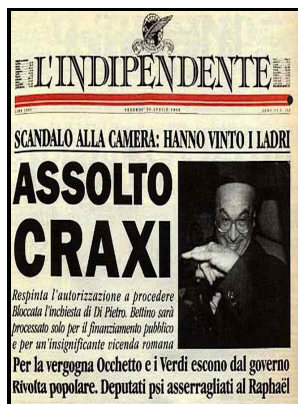 L'INDIPENDENTE
SCANDALO ALLA CAMERA: HANNO VINTO I LADRI
ASSOLTO
CRAXI
Respinta l'autorizzazione a procedere
Bloccata l'inchiesta di Di Pietro. Bettino sarà
processato solo per il finanziamento pubblico
e per un'insignificante vicenda romana
Per la vergogna Occhetto e i Verdi escono dal governo
Rivolta popolare. Deputati psi asserragliati al Raphaël